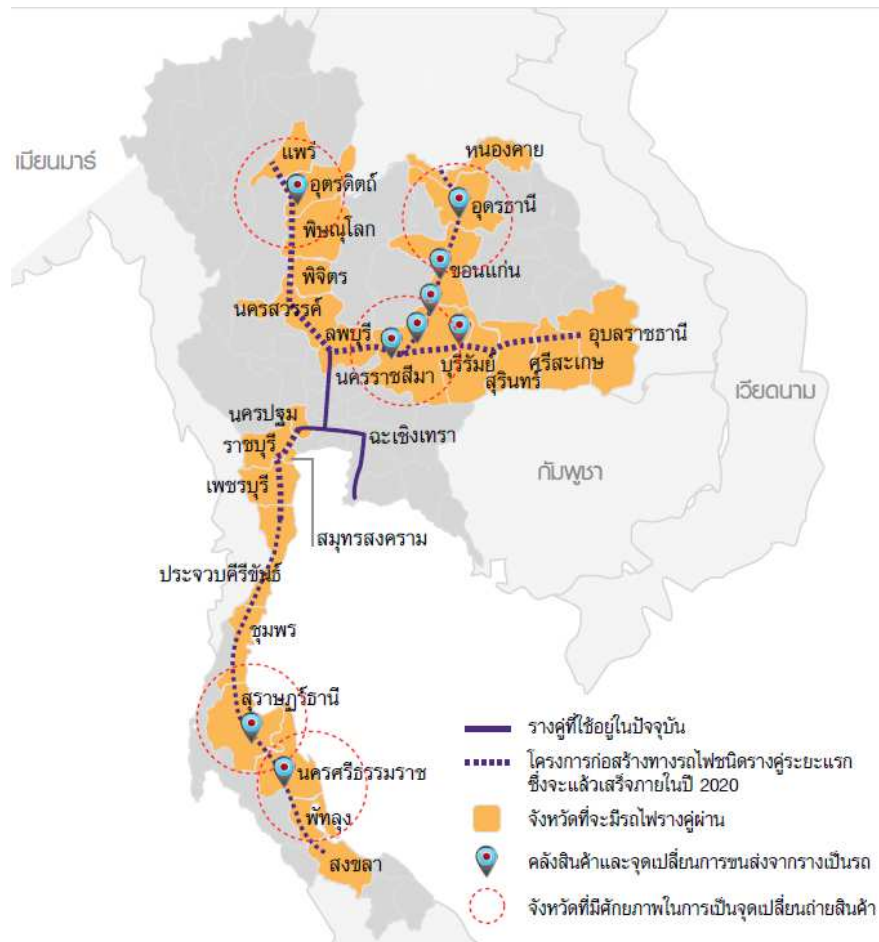 แพร่
หนองคาย
เมียนมาร์
อุตรดิตถ์
อุดรธานี
พิษณุโลก
พิจิตร
ขอนแก่น
นครสวรรค์
ลพบุรี
อุบลราชธานี
นครราชสีมา
บุรีรัมย์
ศรีสะเกษ
สุรินทร์
เวียดนาม
นครปฐม
ฉะเชิงเทรา
ราชบุรี
กัมพูชา
เพชรบุรี
สมุทรสงคราม
ประจวบคีรีขันธ์
ชุมพร
สุราษฎร์ธานี
นครศรีธรรมราช
พัทลุง
สงขลา
รางคู่ที่ใช้อยู่ในปัจจุบัน
โครงการก่อสร้างทางรถไฟชนิดรางคู่ระยะแรก
ซึ่งจะแล้วเสร็จภายในปี 2020
จังหวัดที่จะมีรถไฟรางคู่ผ่าน
คลังสินค้าและจุดเปลี่ยนการขนส่งจากรางเป็นรถ
จังหวัดที่มีศักยภาพในการเป็นจุดเปลี่ยนถ่ายสินค้า